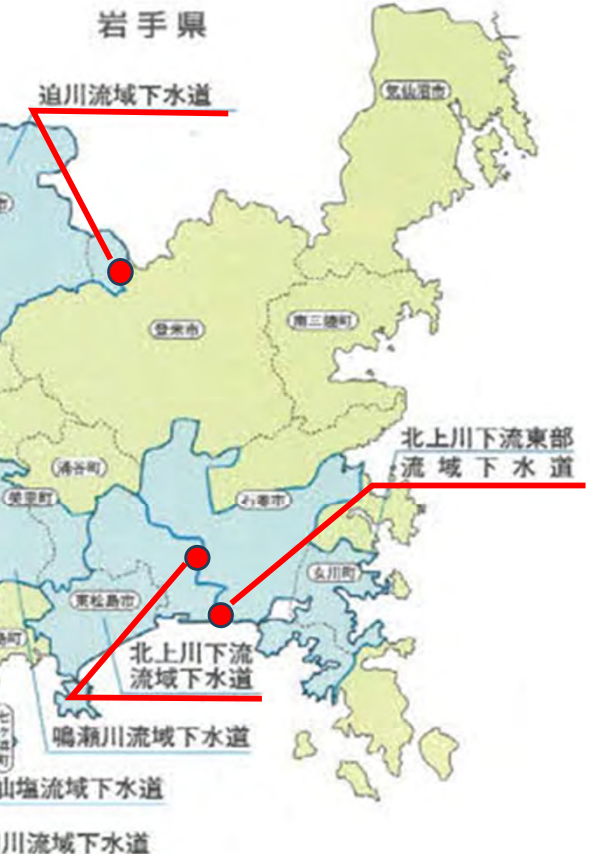 岩手県
迫川流域下水道
気仙沼市
市
登米市
南三陸町
北上川下流東部
流域下水道
涌谷町
美里町
石巻市
女川町
東松島市
北上川下流
流域下水道
鳴瀬川流域下水道
仙塩流域下水道
川流域下水道